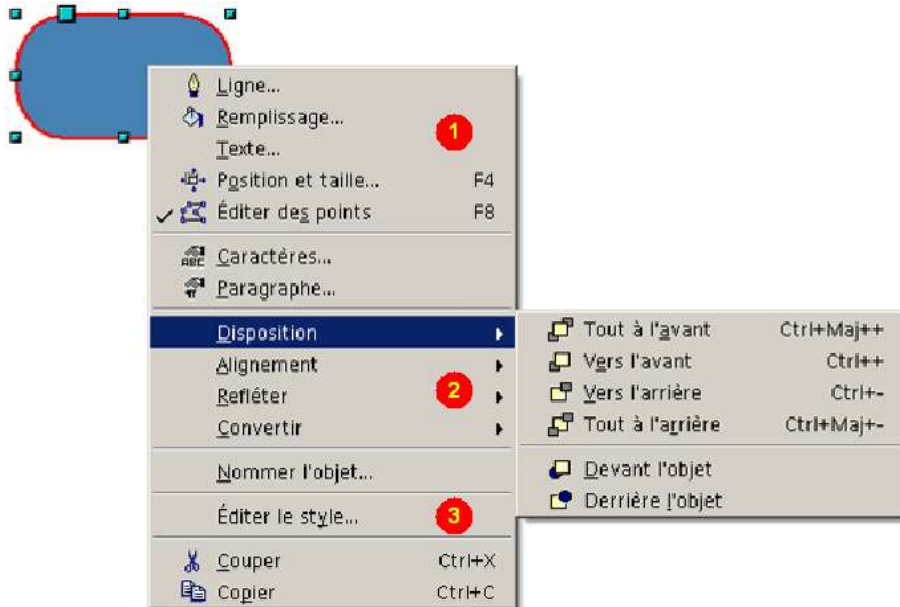 Ligne...
Remplissage...
1
Texte...
Position et taille... F4
Éditer des points F8
Caractères...
Paragraphe...
Disposition
Alignement
Refléter
2
Convertir
Nommer l'objet...
Éditer le style...
3
Couper Ctrl+X
Copier Ctrl+C
Tout à l'avant Ctrl+Maj++
Vers l'avant Ctrl++
Vers l'arrière Ctrl+-
Tout à l'arrière Ctrl+Maj+-
Devant l'objet
Derrière l'objet